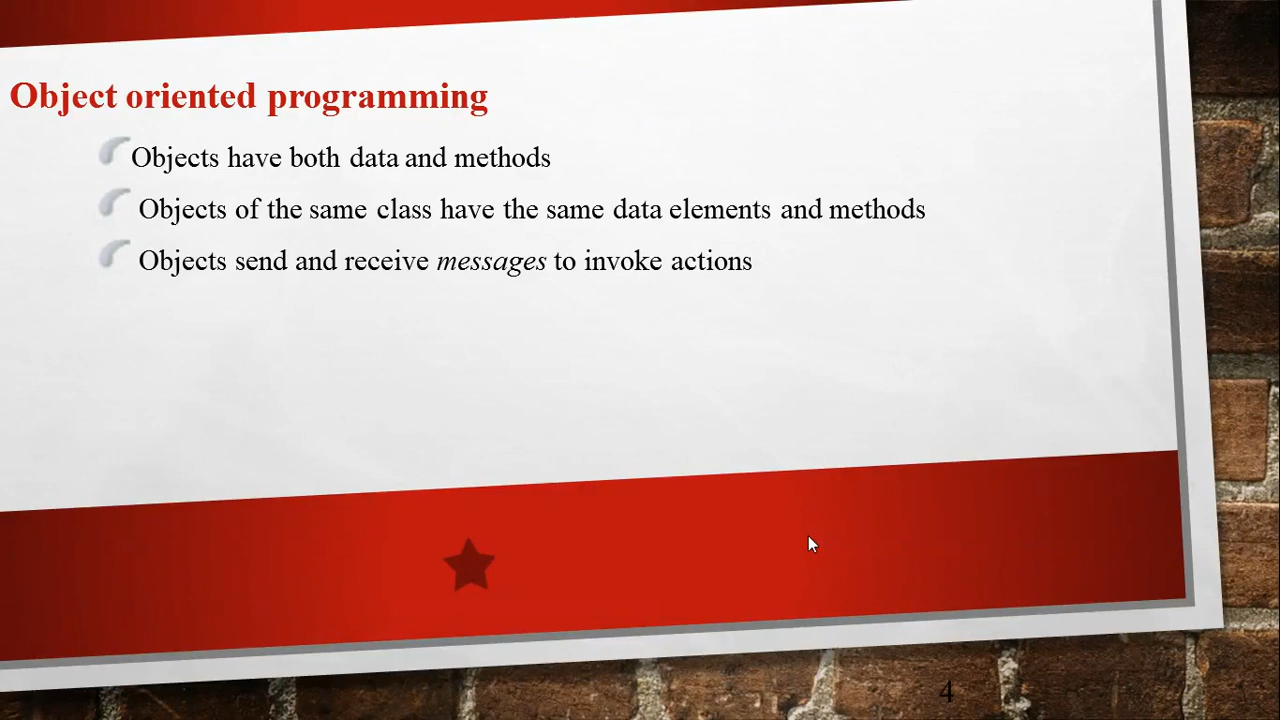 Object oriented programming
Objects have both data and methods
Objects of the same class have the same data elements and methods
Objects send and receive messages to invoke actions
4